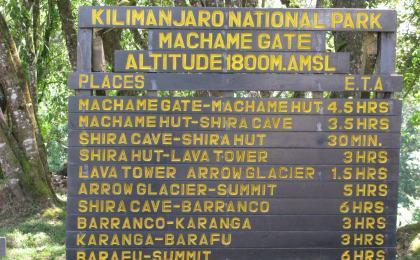 KILIMANJARO NATIONAL PARK
MACHAME GATE
ALTITUDE 1800M.AMSL
PLACES E.T.A.
MACHAME GATE-MACHAME HUT 4.5 HRS
MACHAME HUT-SHIRA CAVE 3.5 HRS
SHIRA CAVE-SHIRA HUT 30 MIN.
SHIRA HUT-LAVA TOWER 3 HRS
LAVA TOWER ARROW GLACIER 1.5 HRS
ARROW GLACIER-SUMMIT 5 HRS
SHIRA CAVE-BARRANCO 6 HRS
BARRANCO-KARANGA 3 HRS
KARANGA-BARAFU 3 HRS
BARAFU-SUMMIT 6 HRS